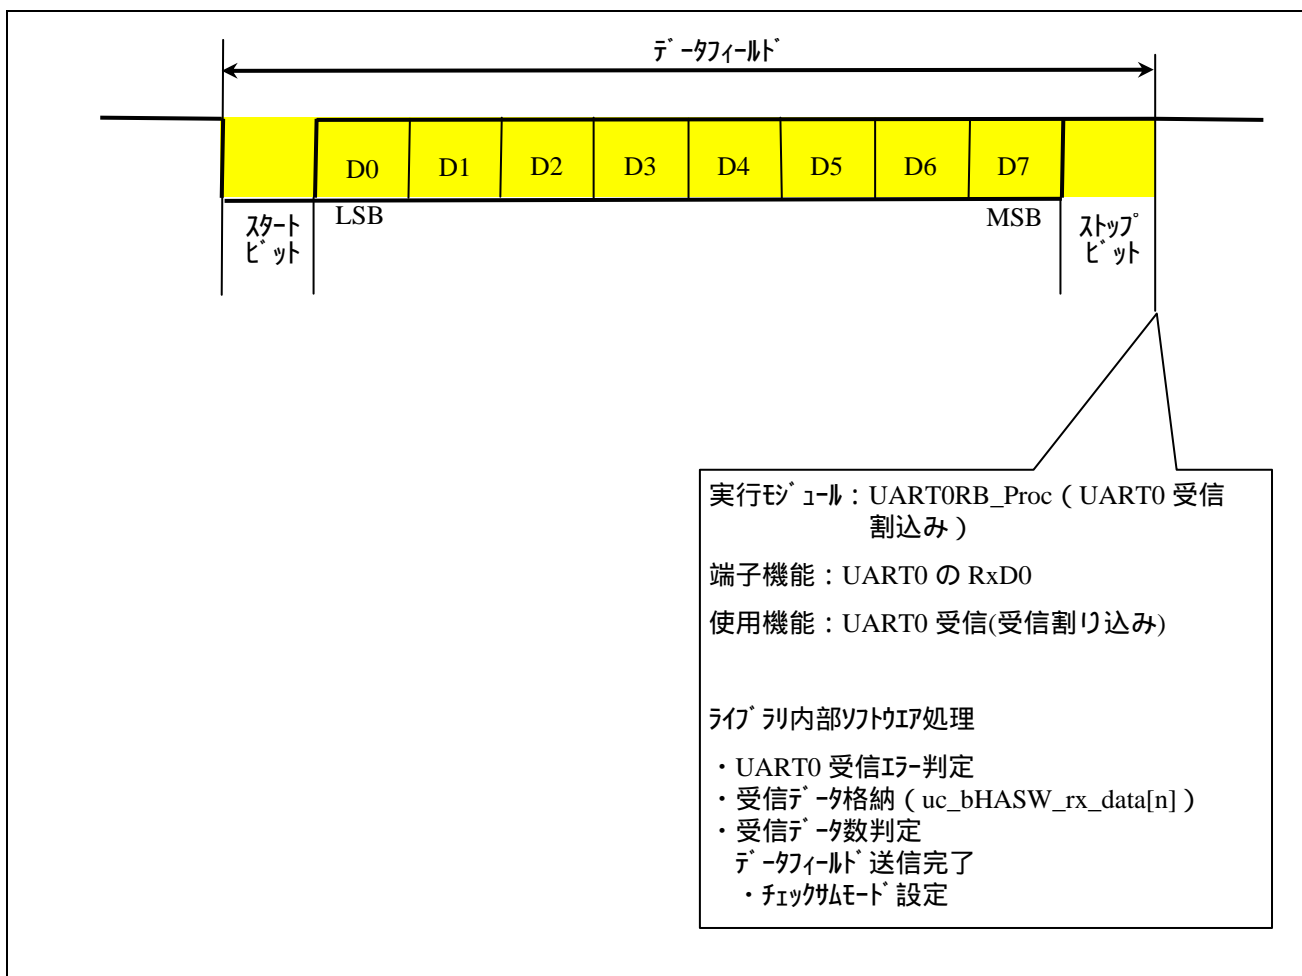 ﾃﾞｰﾀﾌｨｰﾙﾄﾞ
D0 D1 D2 D3 D4 D5 D6 D7
LSB MSB
ｽﾀｰﾄ
ﾋﾞｯﾄ
ｽﾄｯﾌﾟ
ﾋﾞｯﾄ
実行ﾓｼﾞｭｰﾙ：UART0RB_Proc（UART0 受信
割込み）
端子機能：UART0 の RxD0
使用機能：UART0 受信(受信割り込み)
ﾗｲﾌﾞﾗﾘ内部ｿﾌﾄｳｴｱ処理
・UART0 受信ｴﾗｰ判定
・受信ﾃﾞｰﾀ格納（uc_bHASW_rx_data[n]）
・受信ﾃﾞｰﾀ数判定
ﾃﾞｰﾀﾌｨｰﾙﾄﾞ送信完了
・ﾁｪｯｸｻﾑﾓｰﾄﾞ設定